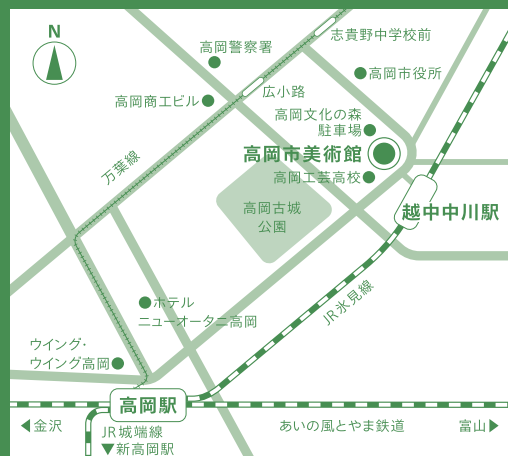 N
志貴野中学校前
高岡警察署
高岡市役所
広小路
高岡商工ビル
高岡文化の森
駐車場
高岡市美術館
万葉線
高岡工芸高校
高岡古城
公園
越中中川駅
JR氷見線
ホテル
ニューオータニ高岡
ウイング・
ウイング高岡
高岡駅
◀金沢
JR城端線
▼新高岡駅
あいの風とやま鉄道
富山▶